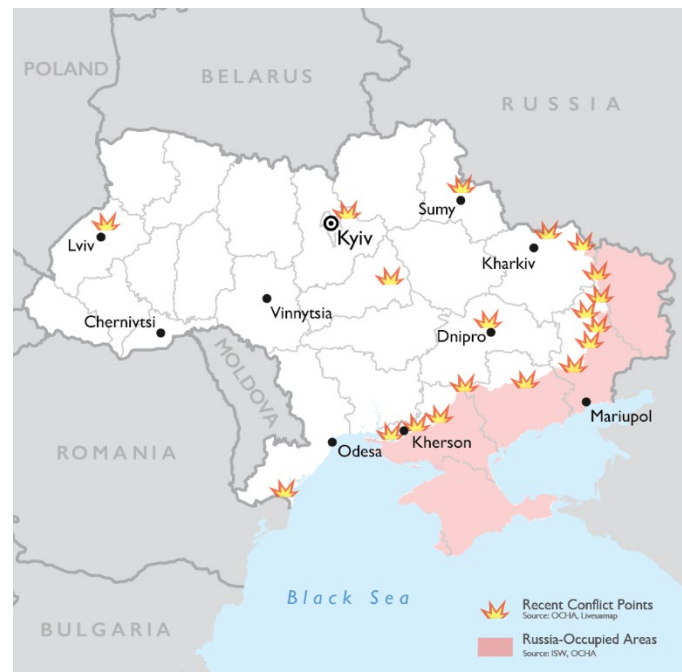 POLAND
BELARUS
RUSSIA
Sumy
Lviv
Kyiv
Kharkiv
Chernivtsi
Vinnytsia
Dnipro
MOLDOVA
Mariupol
ROMANIA
Odesa
Kherson
Black Sea
BULGARIA
Recent Conflict Points
Source: OCHA, Liveuamap
Russia-Occupied Areas
Source: ISW, OCHA